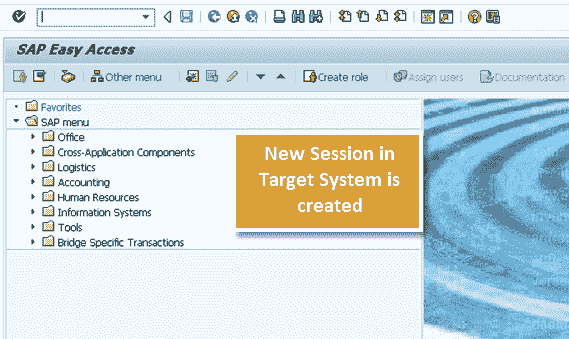 SAP Easy Access
Other menu
Create role
Assign users
Documentation
Favorites
SAP menu
Office
Cross-Application Components
Logistics
Accounting
Human Resources
Information Systems
Tools
Bridge Specific Transactions
New Session in
Target System is
created